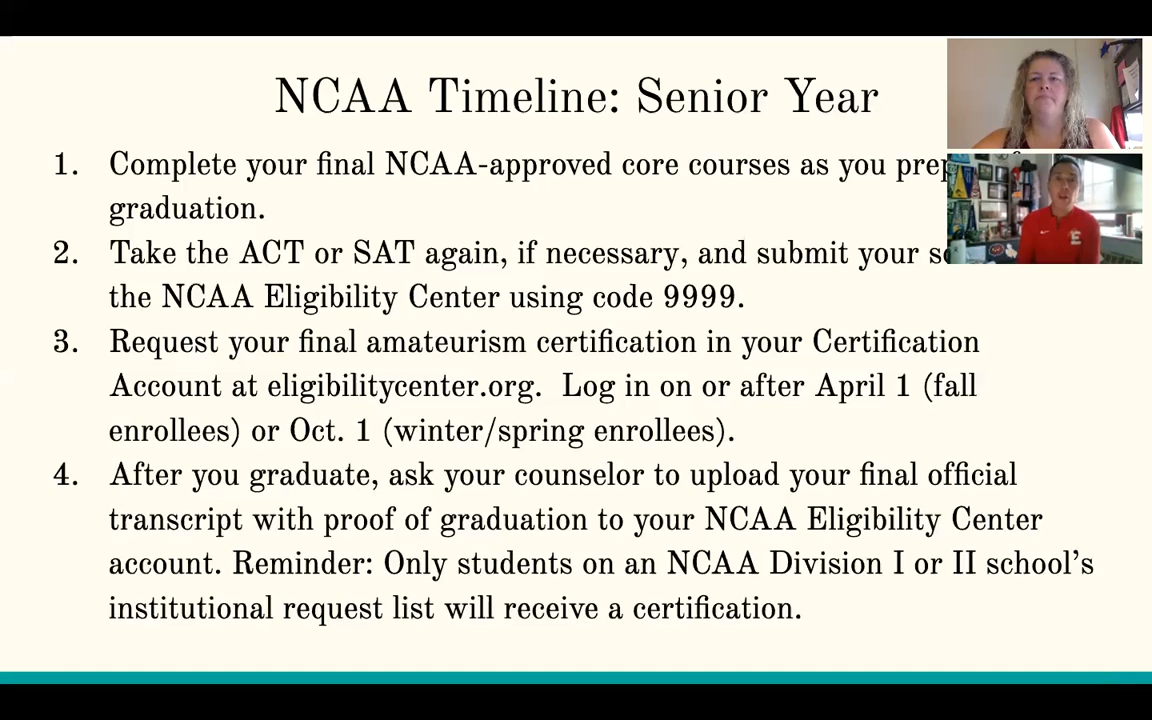 NCAA Timeline: Senior Year
1. Complete your final NCAA-approved core courses as you
graduation.
2. Take the ACT or SAT again, if necessary, and submit your
the NCAA Eligibility Center using code 9999.
3. Request your final amateurism certification in your Certification
Account at eligibilitycenter.org. Log in on or after April 1 (fall
enrollees) or Oct. 1 (winter/spring enrollees).
4. After you graduate, ask your counselor to upload your final official
transcript with proof of graduation to your NCAA Eligibility Center
account. Reminder: Only students on an NCAA Division I or II school's
institutional request list will receive a certification.